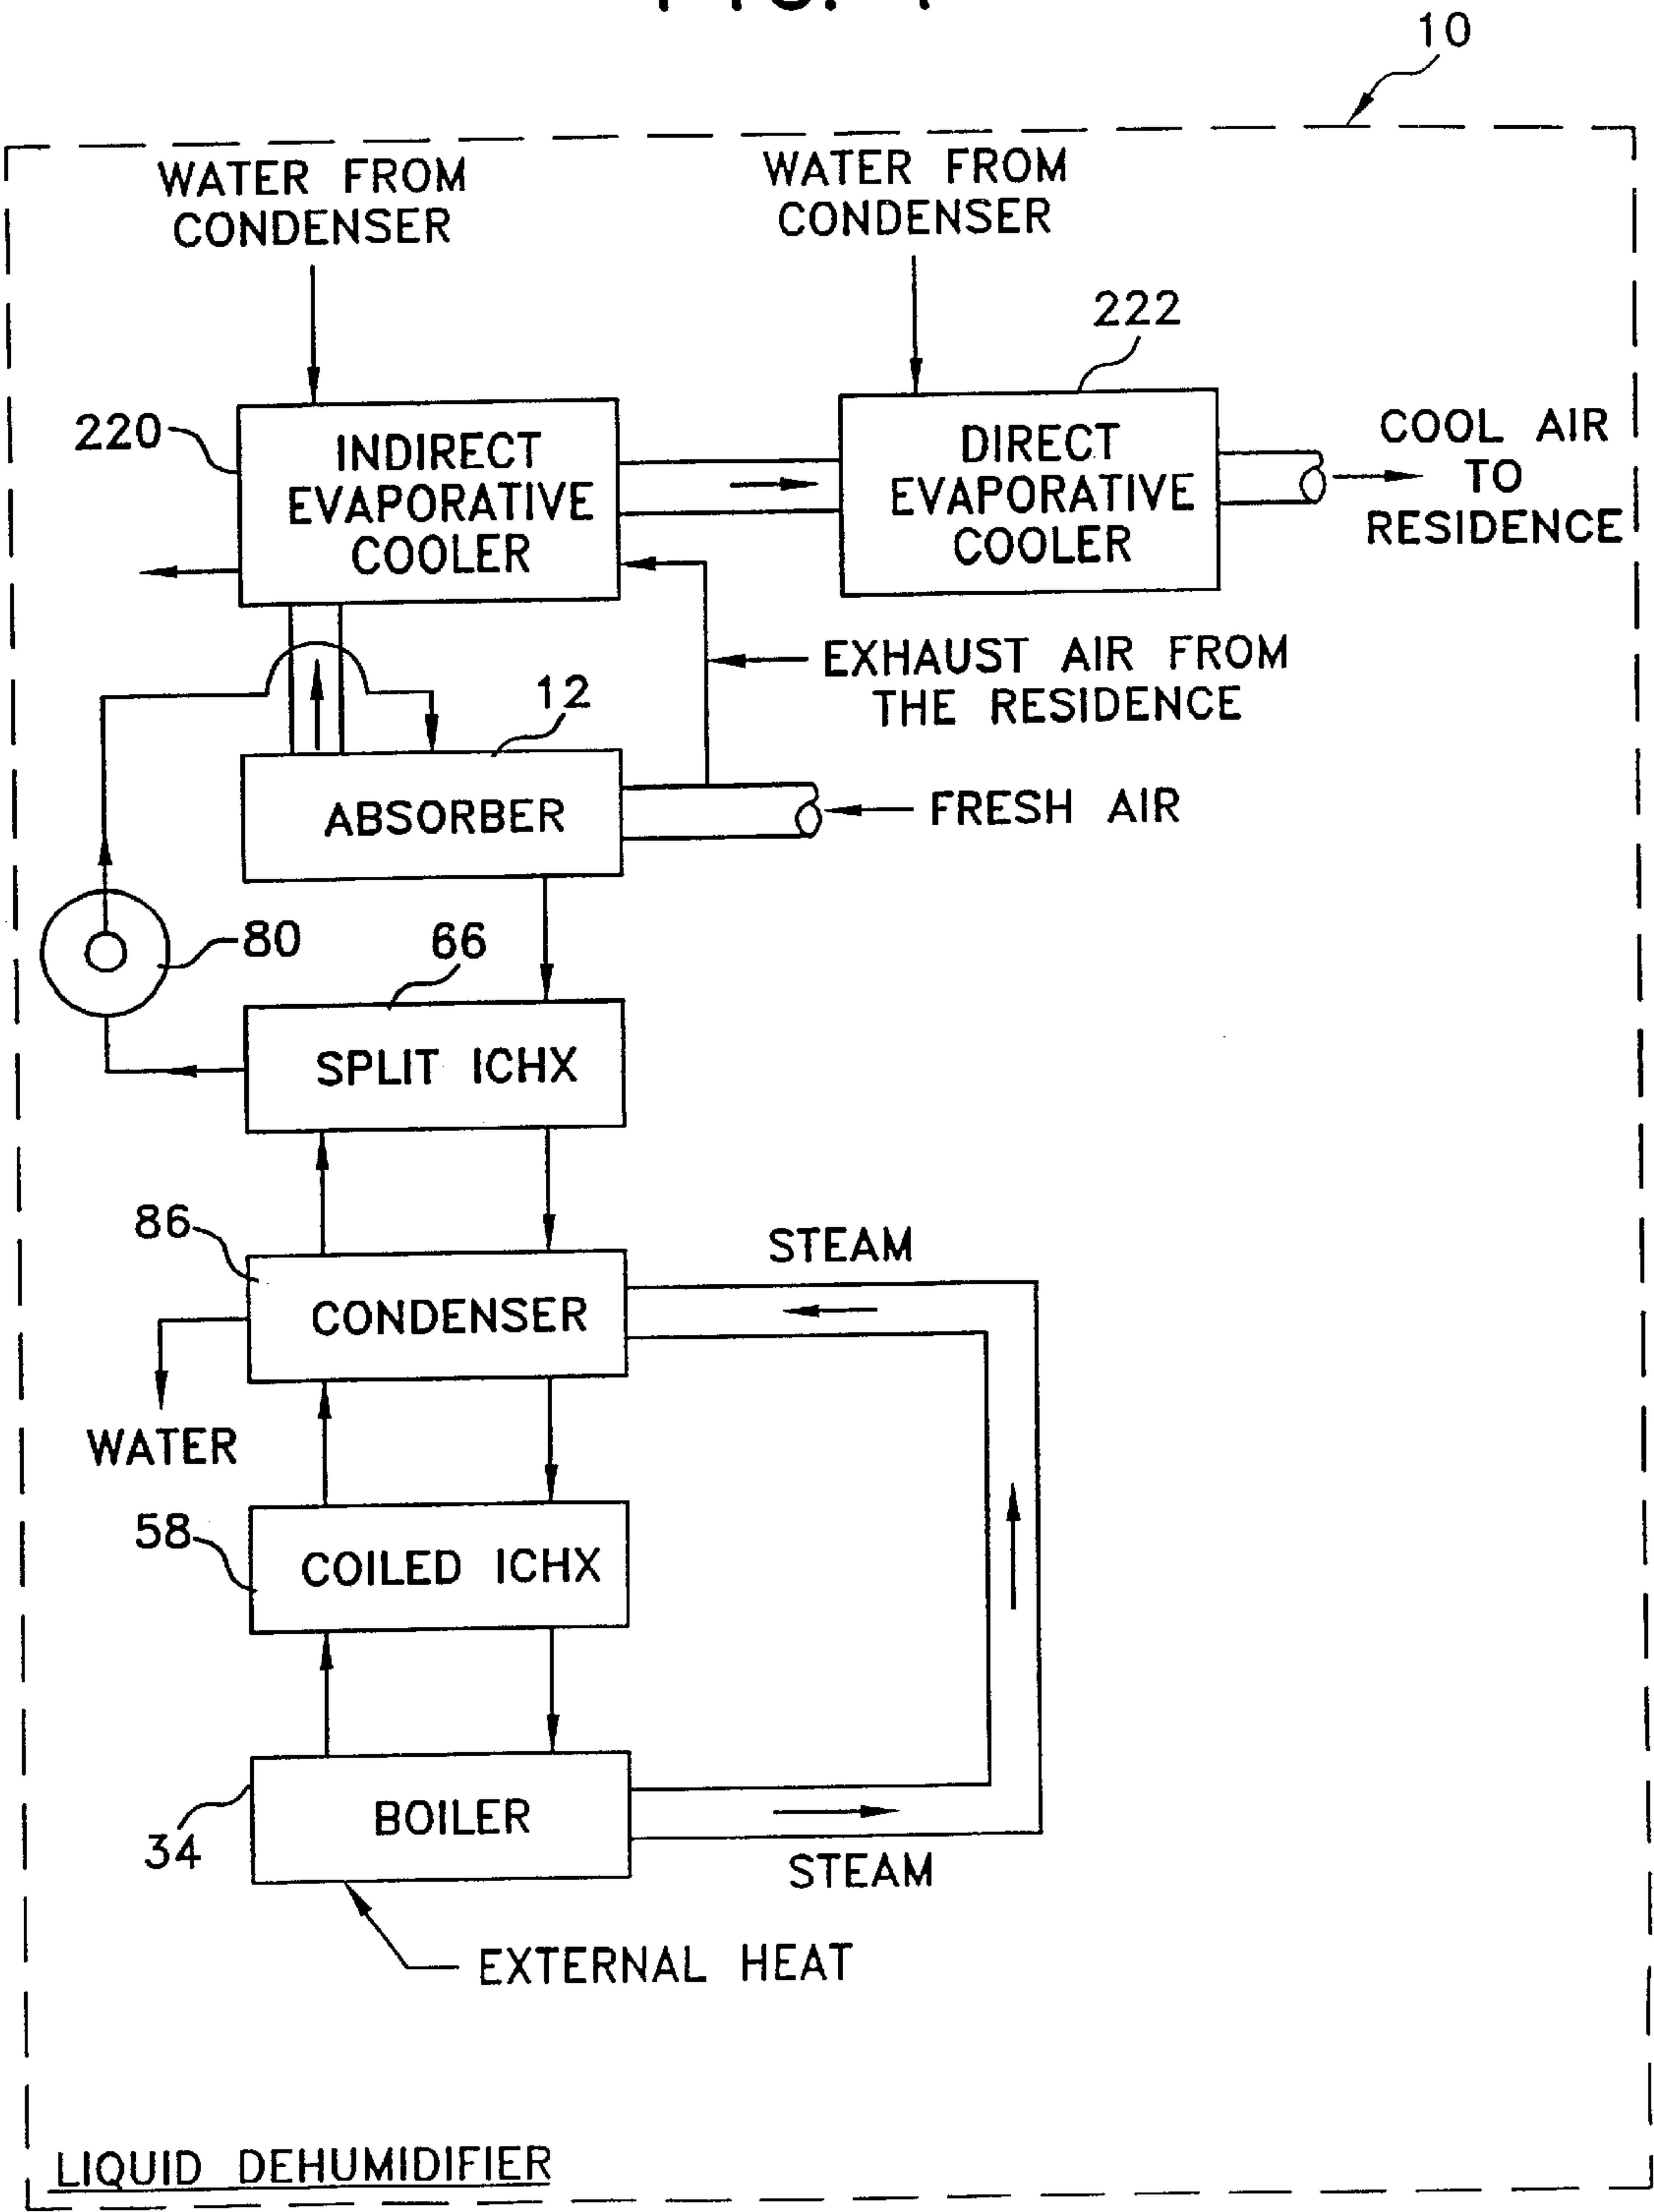 10
WATER FROM
CONDENSER
WATER FROM
CONDENSER
222
220
INDIRECT
EVAPORATIVE
COOLER
DIRECT
EVAPORATIVE
COOLER
COOL AIR
TO
RESIDENCE
EXHAUST AIR FROM
THE RESIDENCE
12
ABSORBER
FRESH AIR
80
66
SPLIT ICHX
86
STEAM
CONDENSER
WATER
58
COILED ICHX
BOILER
34
STEAM
EXTERNAL HEAT
LIQUID DEHUMIDIFIER